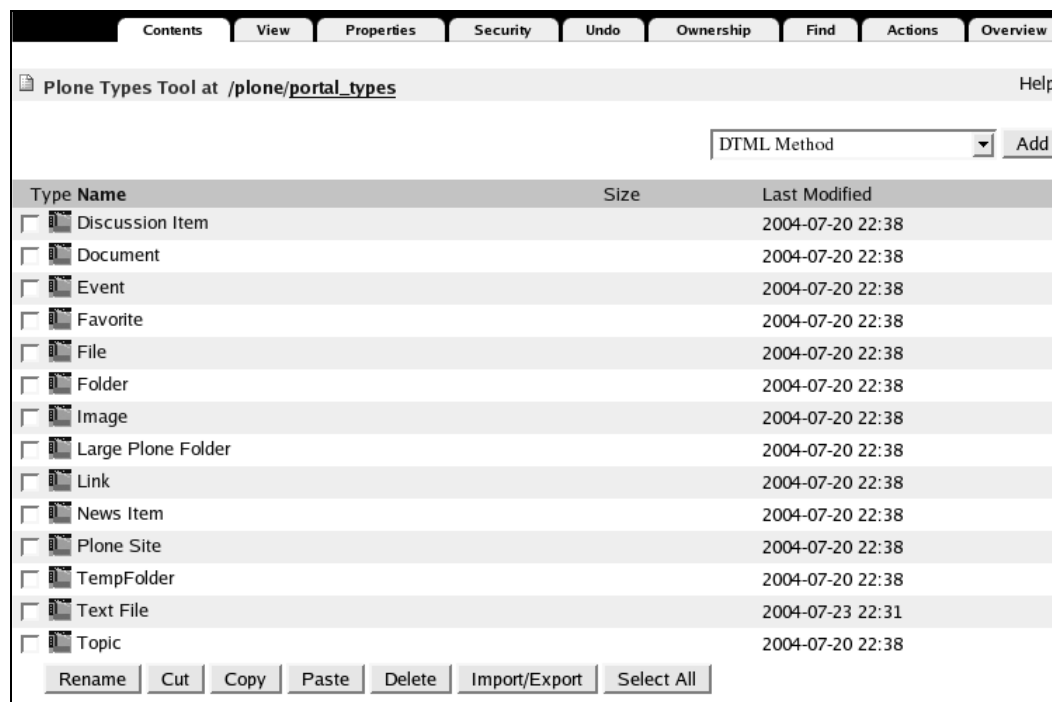 Contents View Properties Security Undo Ownership Find Actions Overview
Plone Types Tool at /plone/portal_types Help
DTML Method Add
Type Name Size Last Modified
Discussion Item 2004-07-20 22:38
Document 2004-07-20 22:38
Event 2004-07-20 22:38
Favorite 2004-07-20 22:38
File 2004-07-20 22:38
Folder 2004-07-20 22:38
Image 2004-07-20 22:38
Large Plone Folder 2004-07-20 22:38
Link 2004-07-20 22:38
News Item 2004-07-20 22:38
Plone Site 2004-07-20 22:38
TempFolder 2004-07-20 22:38
Text File 2004-07-23 22:31
Topic 2004-07-20 22:38
Rename Cut Copy Paste Delete Import/Export Select All